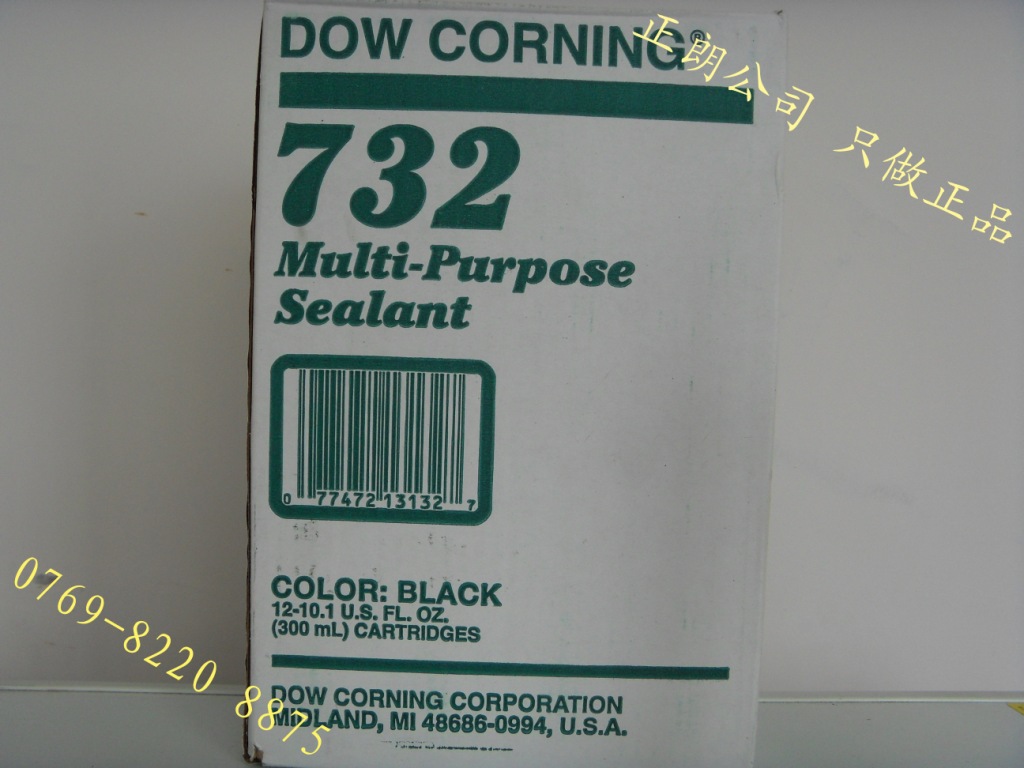 DOW CORNING®
732
Multi-Purpose
Sealant
0 77472 13132 7
COLOR: BLACK
12-10.1 U.S. FL. OZ.
(300 mL) CARTRIDGES
DOW CORNING CORPORATION
MIDLAND, MI 48686-0994, U.S.A.
正朗公司 只做正品
0769-8220 8875